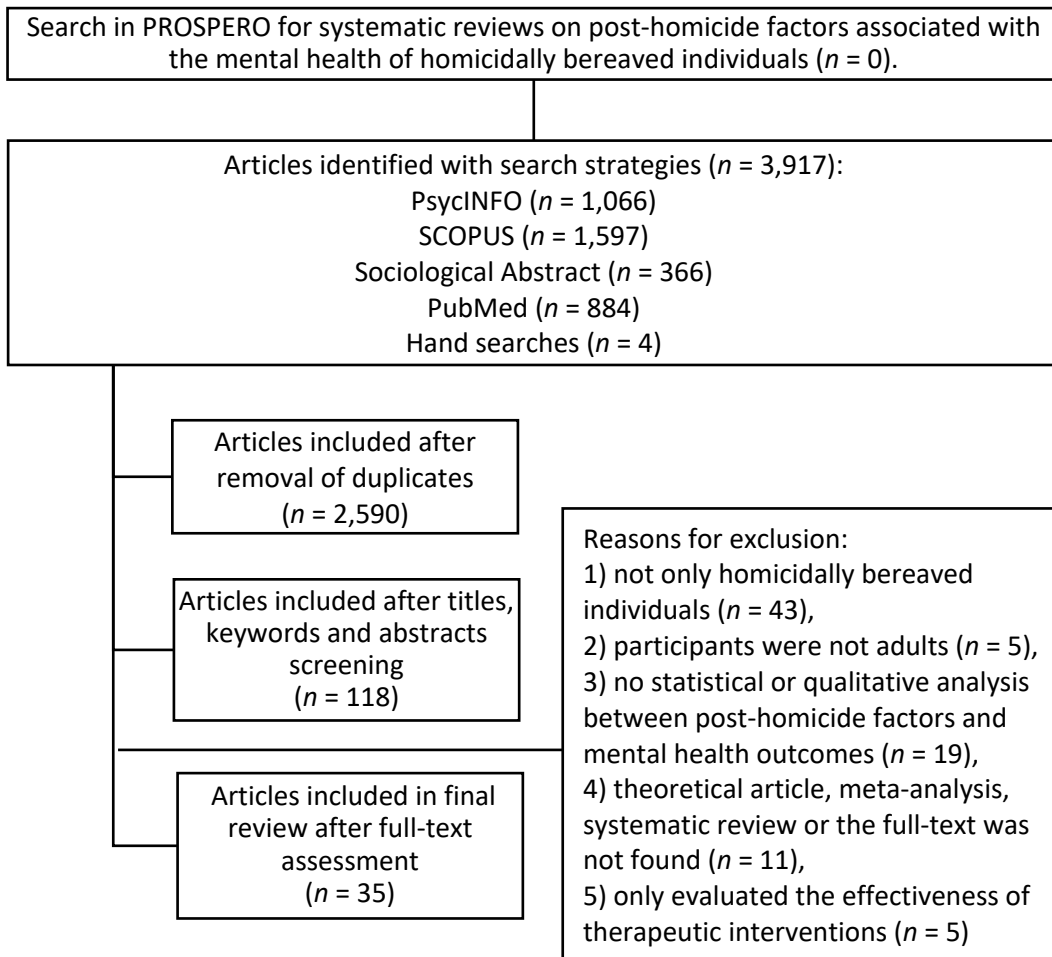 Search in PROSPERO for systematic reviews on post-homicide factors associated with
the mental health of homicidally bereaved individuals (n = 0).
Articles identified with search strategies (n = 3,917):
PsycINFO (n = 1,066)
SCOPUS (n = 1,597)
Sociological Abstract (n = 366)
PubMed (n = 884)
Hand searches (n = 4)
Articles included after
removal of duplicates
(n = 2,590)
Articles included after titles,
keywords and abstracts
screening
(n = 118)
Reasons for exclusion:
1) not only homicidally bereaved
individuals (n = 43),
2) participants were not adults (n = 5),
3) no statistical or qualitative analysis
between post-homicide factors and
mental health outcomes (n = 19),
4) theoretical article, meta-analysis,
systematic review or the full-text was
not found (n = 11),
5) only evaluated the effectiveness of
therapeutic interventions (n = 5)
Articles included in final
review after full-text
assessment
(n = 35)